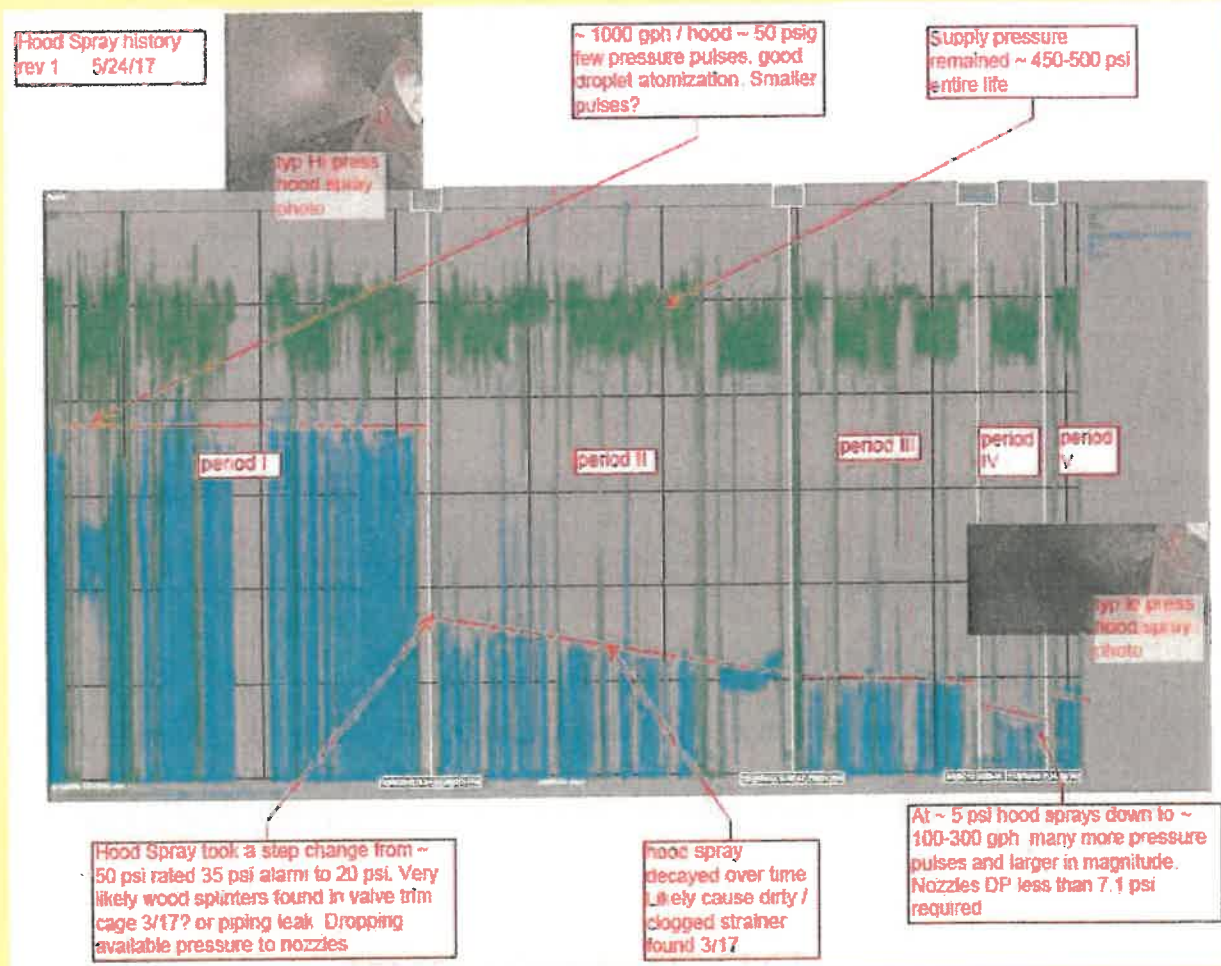 Hood Spray history
rev 1 5/24/17
~ 1000 gph / hood ~ 50 psig
few pressure pulses, good
droplet atomization. Smaller
pulses?
Supply pressure
remained ~ 450-500 psi
entire life
typ Hi press
hood spray
photo
period I
period II
period III
period
IV
period
V
typ lo press
hood spray
photo
Hood Spray took a step change from ~
50 psi rated 35 psi alarm to 20 psi. Very
likely wood splinters found in valve trim
cage 3/17? or piping leak Dropping
available pressure to nozzles
hood spray
decayed over time
Likely cause dirty /
clogged strainer
found 3/17
At ~ 5 psi hood sprays down to ~
100-300 gph many more pressure
pulses and larger in magnitude.
Nozzles DP less than 7.1 psi
required